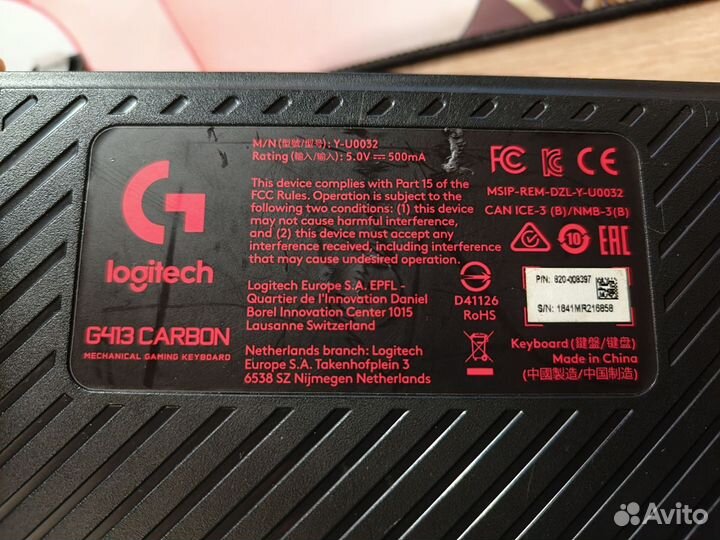 M/N(型號/型号): Y-U0032
Rating(輸入/输入): 5.0V⎓500mA
This device complies with Part 15 of the
FCC Rules. Operation is subject to the
following two conditions: (1) this device
may not cause harmful interference,
and (2) this device must accept any
interference received, including interference
that may cause undesired operation.
Logitech Europe S.A. EPFL -
Quartier de l'Innovation Daniel
Borel Innovation Center 1015
Lausanne Switzerland
Netherlands branch: Logitech
Europe S.A. Takenhofplein 3
6538 SZ Nijmegen Netherlands
G
logitech
G413 CARBON
MECHANICAL GAMING KEYBOARD
FC CE
MSIP-REM-DZL-Y-U0032
CAN ICE-3 (B)/NMB-3(B)
10 EAC
D41126
RoHS
P/N: 820-008397
S/N: 1841MR216858
Keyboard(鍵盤/键盘)
Made in China
(中國製造/中国制造)
Avito